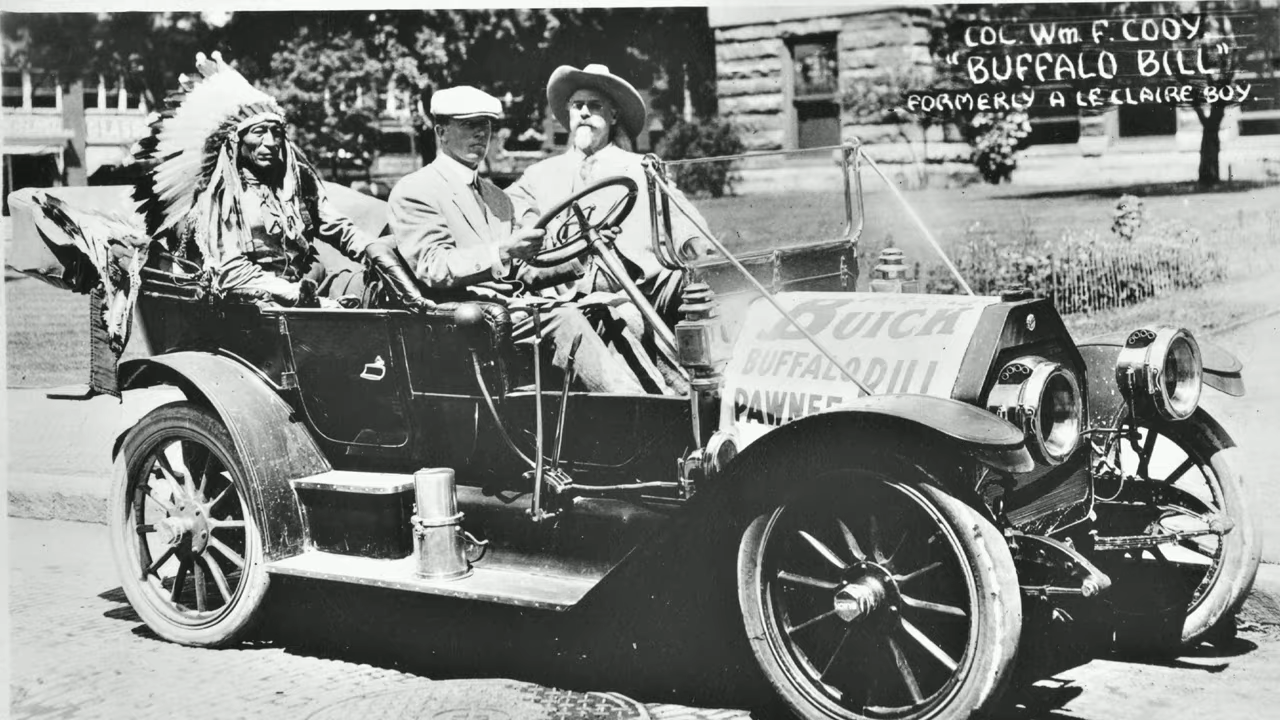 COL. Wm. F. CODY.
"BUFFALO BILL"
FORMERLY A LE CLAIRE BOY.
BUICK
BUFFALO BILL
PAWNEE